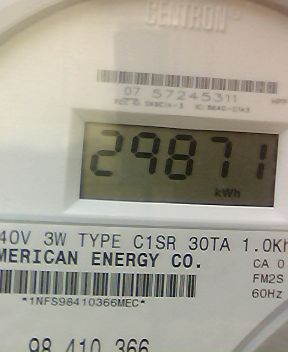 CENTRON®
07 57245311
29871
kWh
40V 3W TYPE C1SR 30TA 1.0Kh
MERICAN ENERGY CO.
CA 0
FM2S
60Hz
*1NFS98410366MEC*
98 410 366